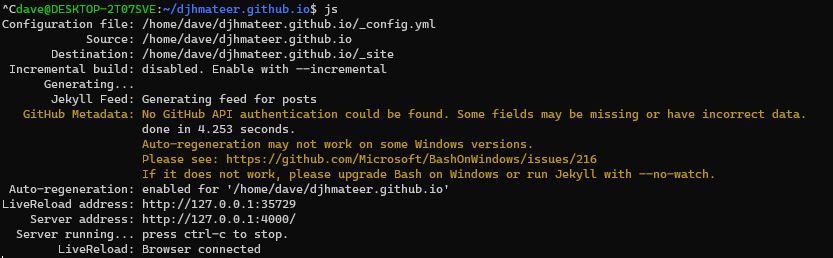 ^Cdave@DESKTOP-2T07SVE:~/djhmateer.github.io$ js
Configuration file: /home/dave/djhmateer.github.io/_config.yml
Source: /home/dave/djhmateer.github.io
Destination: /home/dave/djhmateer.github.io/_site
Incremental build: disabled. Enable with --incremental
Generating...
Jekyll Feed: Generating feed for posts
GitHub Metadata: No GitHub API authentication could be found. Some fields may be missing or have incorrect data.
done in 4.253 seconds.
Auto-regeneration may not work on some Windows versions.
Please see: https://github.com/Microsoft/BashOnWindows/issues/216
If it does not work, please upgrade Bash on Windows or run Jekyll with --no-watch.
Auto-regeneration: enabled for '/home/dave/djhmateer.github.io'
LiveReload address: http://127.0.0.1:35729
Server address: http://127.0.0.1:4000/
Server running... press ctrl-c to stop.
LiveReload: Browser connected